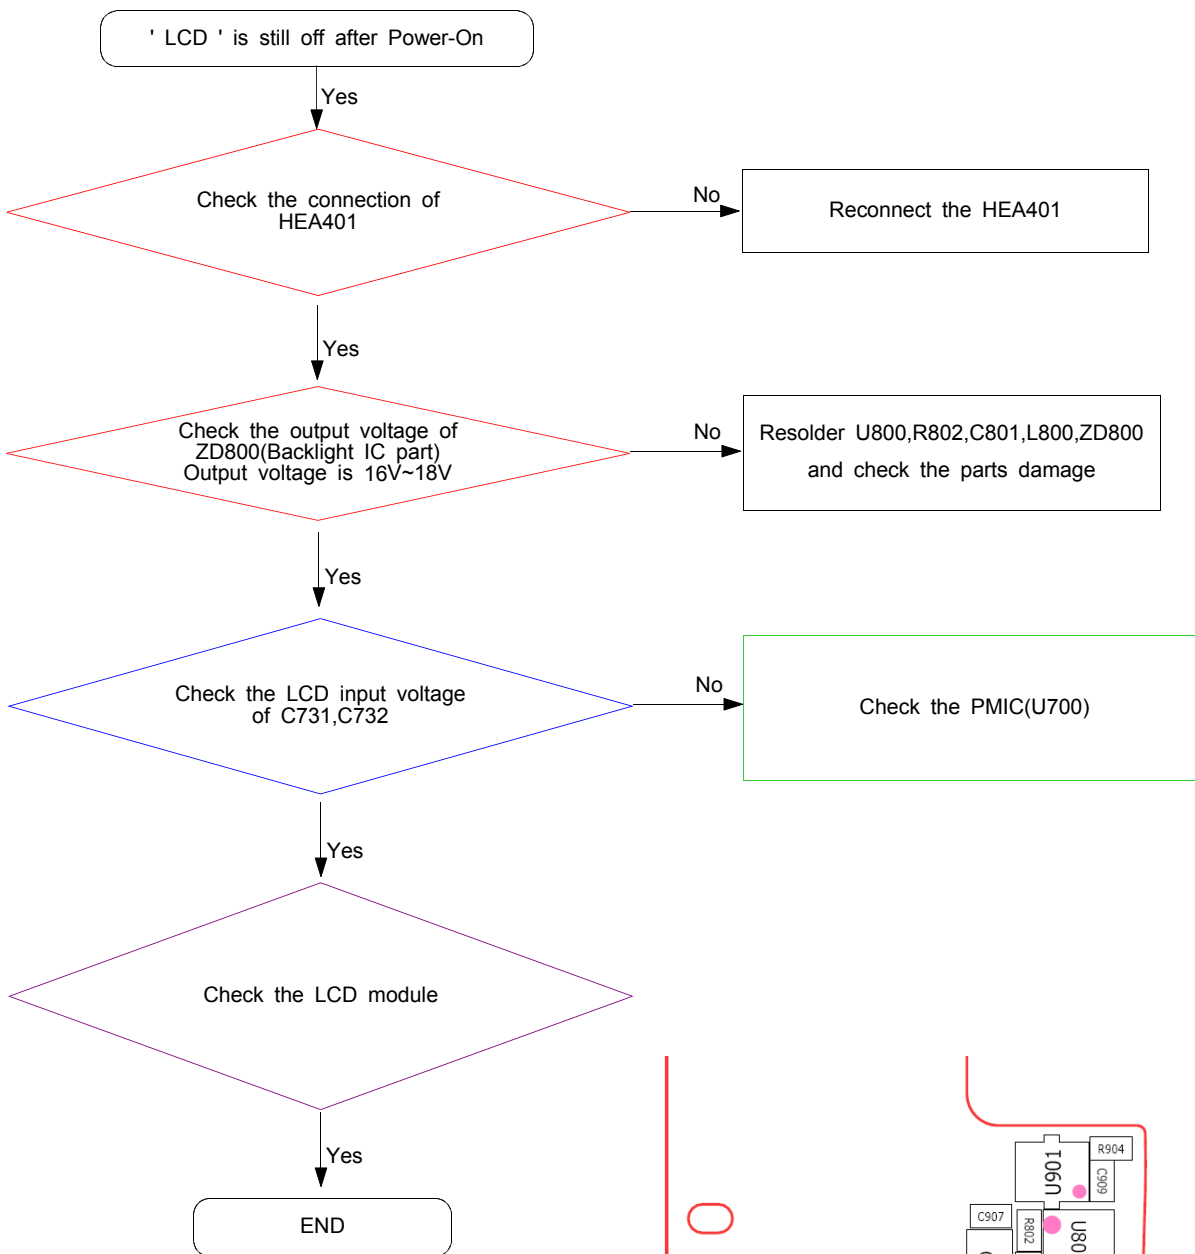 ' LCD ' is still off after Power-On
Yes
Check the connection of
HEA401
No
Reconnect the HEA401
Yes
Check the output voltage of
ZD800(Backlight IC part)
Output voltage is 16V~18V
No
Resolder U800,R802,C801,L800,ZD800
and check the parts damage
Yes
Check the LCD input voltage
of C731,C732
No
Check the PMIC(U700)
Yes
Check the LCD module
Yes
END
R904
U901
C909
C907
R802
U80